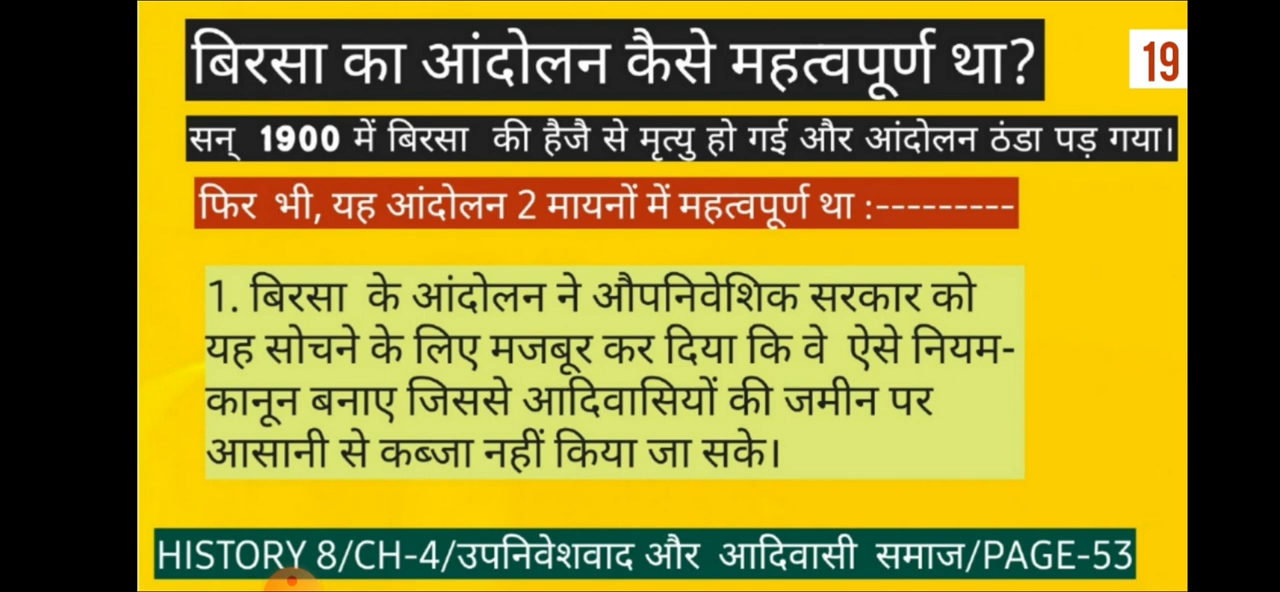 बिरसा का आंदोलन कैसे महत्वपूर्ण था?
19
सन् 1900 में बिरसा की हैजै से मृत्यु हो गई और आंदोलन ठंडा पड़ गया।
फिर भी, यह आंदोलन 2 मायनों में महत्वपूर्ण था :---------
1. बिरसा के आंदोलन ने औपनिवेशिक सरकार को
यह सोचने के लिए मजबूर कर दिया कि वे ऐसे नियम-
कानून बनाए जिससे आदिवासियों की जमीन पर
आसानी से कब्जा नहीं किया जा सके।
HISTORY 8/CH-4/उपनिवेशवाद और आदिवासी समाज/PAGE-53